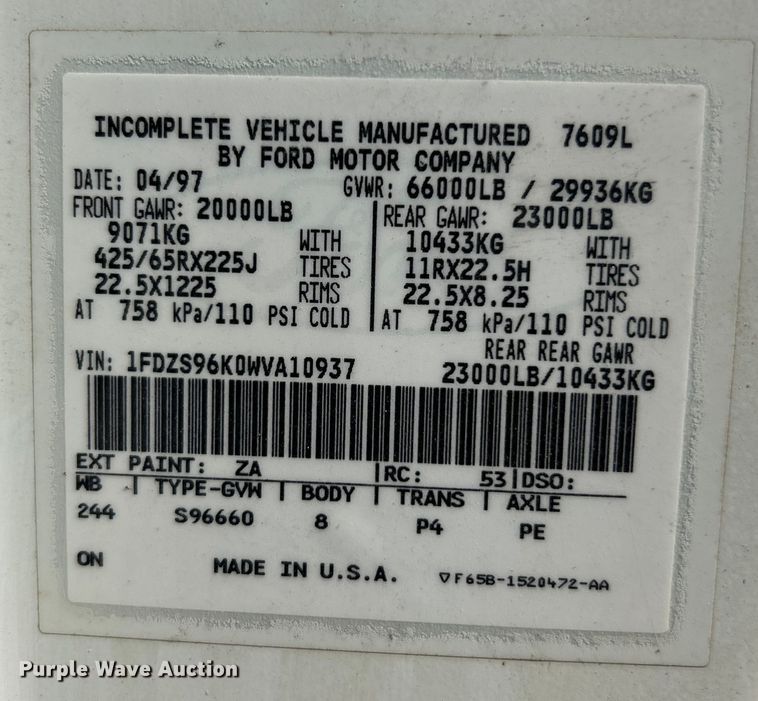 INCOMPLETE VEHICLE MANUFACTURED 7609L
BY FORD MOTOR COMPANY
DATE: 04/97 GVWR: 66000LB / 29936KG
FRONT GAWR: 20000LB
9071KG WITH
425/65RX225J TIRES
22.5X1225 RIMS
AT 758 kPa/110 PSI COLD
REAR GAWR: 23000LB
10433KG WITH
11RX22.5H TIRES
22.5X8.25 RIMS
AT 758 kPa/110 PSI COLD
REAR REAR GAWR
VIN: 1FDZS96K0WVA10937 23000LB/10433KG
EXT PAINT: ZA |RC: 53|DSO:
WB | TYPE-GVW | BODY | TRANS | AXLE
244 S96660 8 P4 PE
ON MADE IN U.S.A. ▽F65B-1520472-AA
Purple Wave Auction